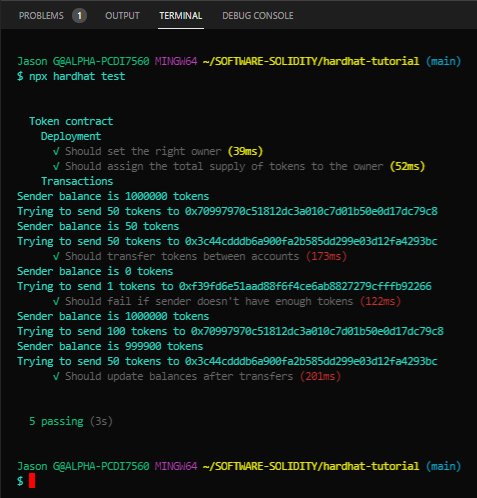 PROBLEMS 1 OUTPUT TERMINAL DEBUG CONSOLE
Jason G@ALPHA-PCDI7560 MINGW64 ~/SOFTWARE-SOLIDITY/hardhat-tutorial (main)
$ npx hardhat test
Token contract
Deployment
√ Should set the right owner (39ms)
√ Should assign the total supply of tokens to the owner (52ms)
Transactions
Sender balance is 1000000 tokens
Trying to send 50 tokens to 0x70997970c51812dc3a010c7d01b50e0d17dc79c8
Sender balance is 50 tokens
Trying to send 50 tokens to 0x3c44cdddb6a900fa2b585dd299e03d12fa4293bc
√ Should transfer tokens between accounts (173ms)
Sender balance is 0 tokens
Trying to send 1 tokens to 0xf39fd6e51aad88f6f4ce6ab8827279cfffb92266
√ Should fail if sender doesn't have enough tokens (122ms)
Sender balance is 1000000 tokens
Trying to send 100 tokens to 0x70997970c51812dc3a010c7d01b50e0d17dc79c8
Sender balance is 999900 tokens
Trying to send 50 tokens to 0x3c44cdddb6a900fa2b585dd299e03d12fa4293bc
√ Should update balances after transfers (201ms)
5 passing (3s)
Jason G@ALPHA-PCDI7560 MINGW64 ~/SOFTWARE-SOLIDITY/hardhat-tutorial (main)
$